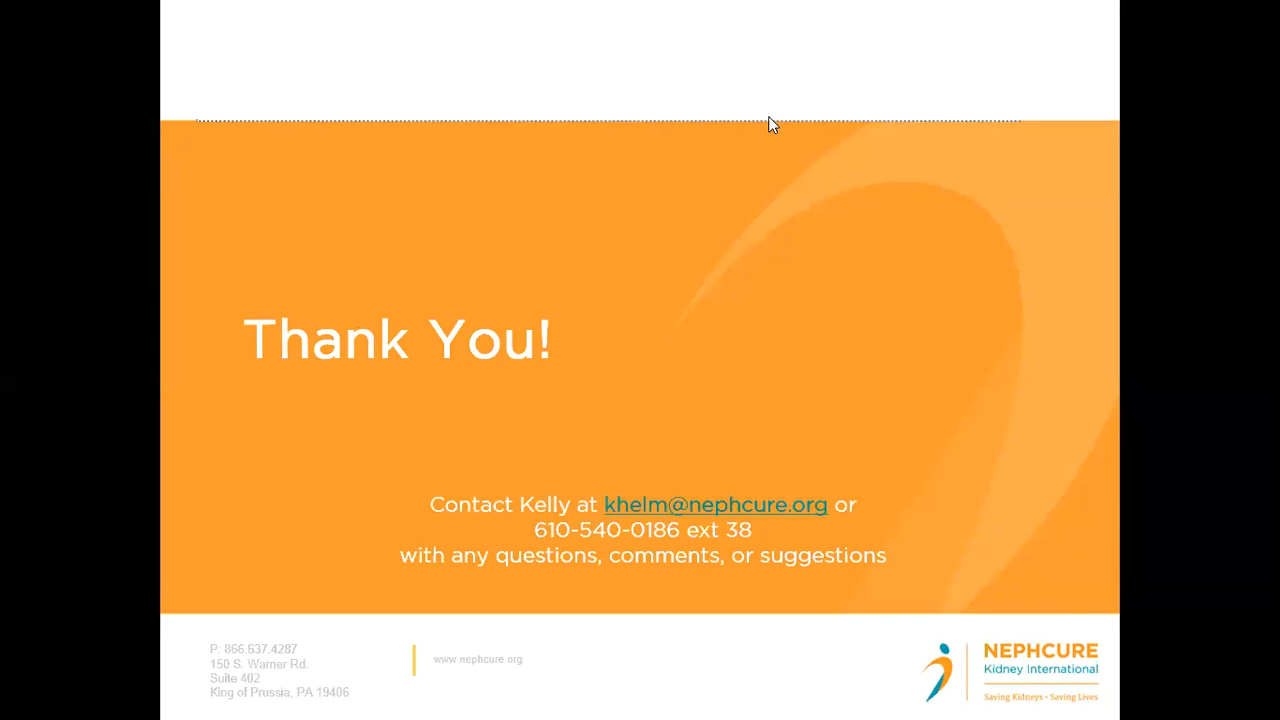 Thank You!
Contact Kelly at khelm@nephcure.org or
610-540-0186 ext 38
with any questions, comments, or suggestions
P: 866.637.4287
150 S. Warner Rd.
Suite 402
King of Prussia, PA 19406
www.nephcure.org
NEPHCURE
Kidney International
Saving Kidneys • Saving Lives